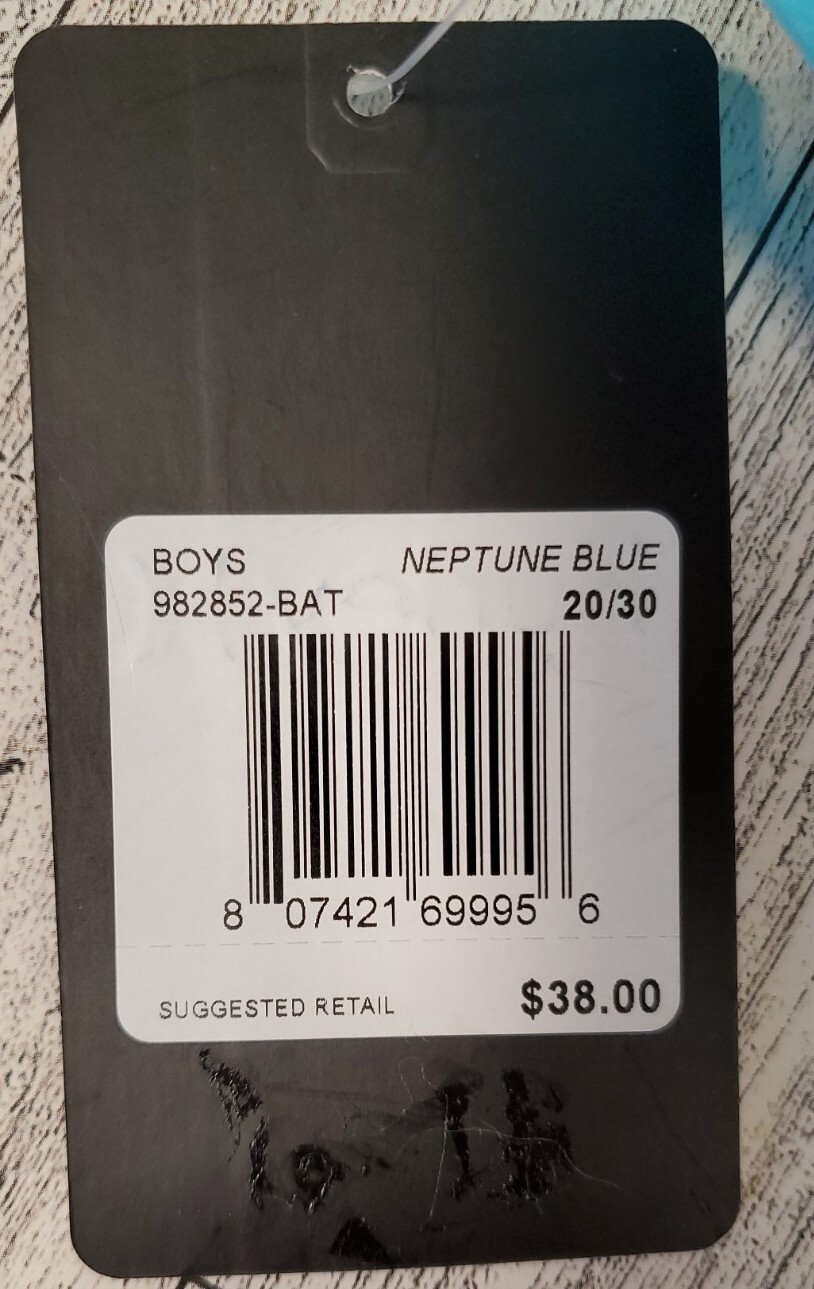 BOYS NEPTUNE BLUE
982852-BAT 20/30
8 07421 69995 6
SUGGESTED RETAIL $38.00